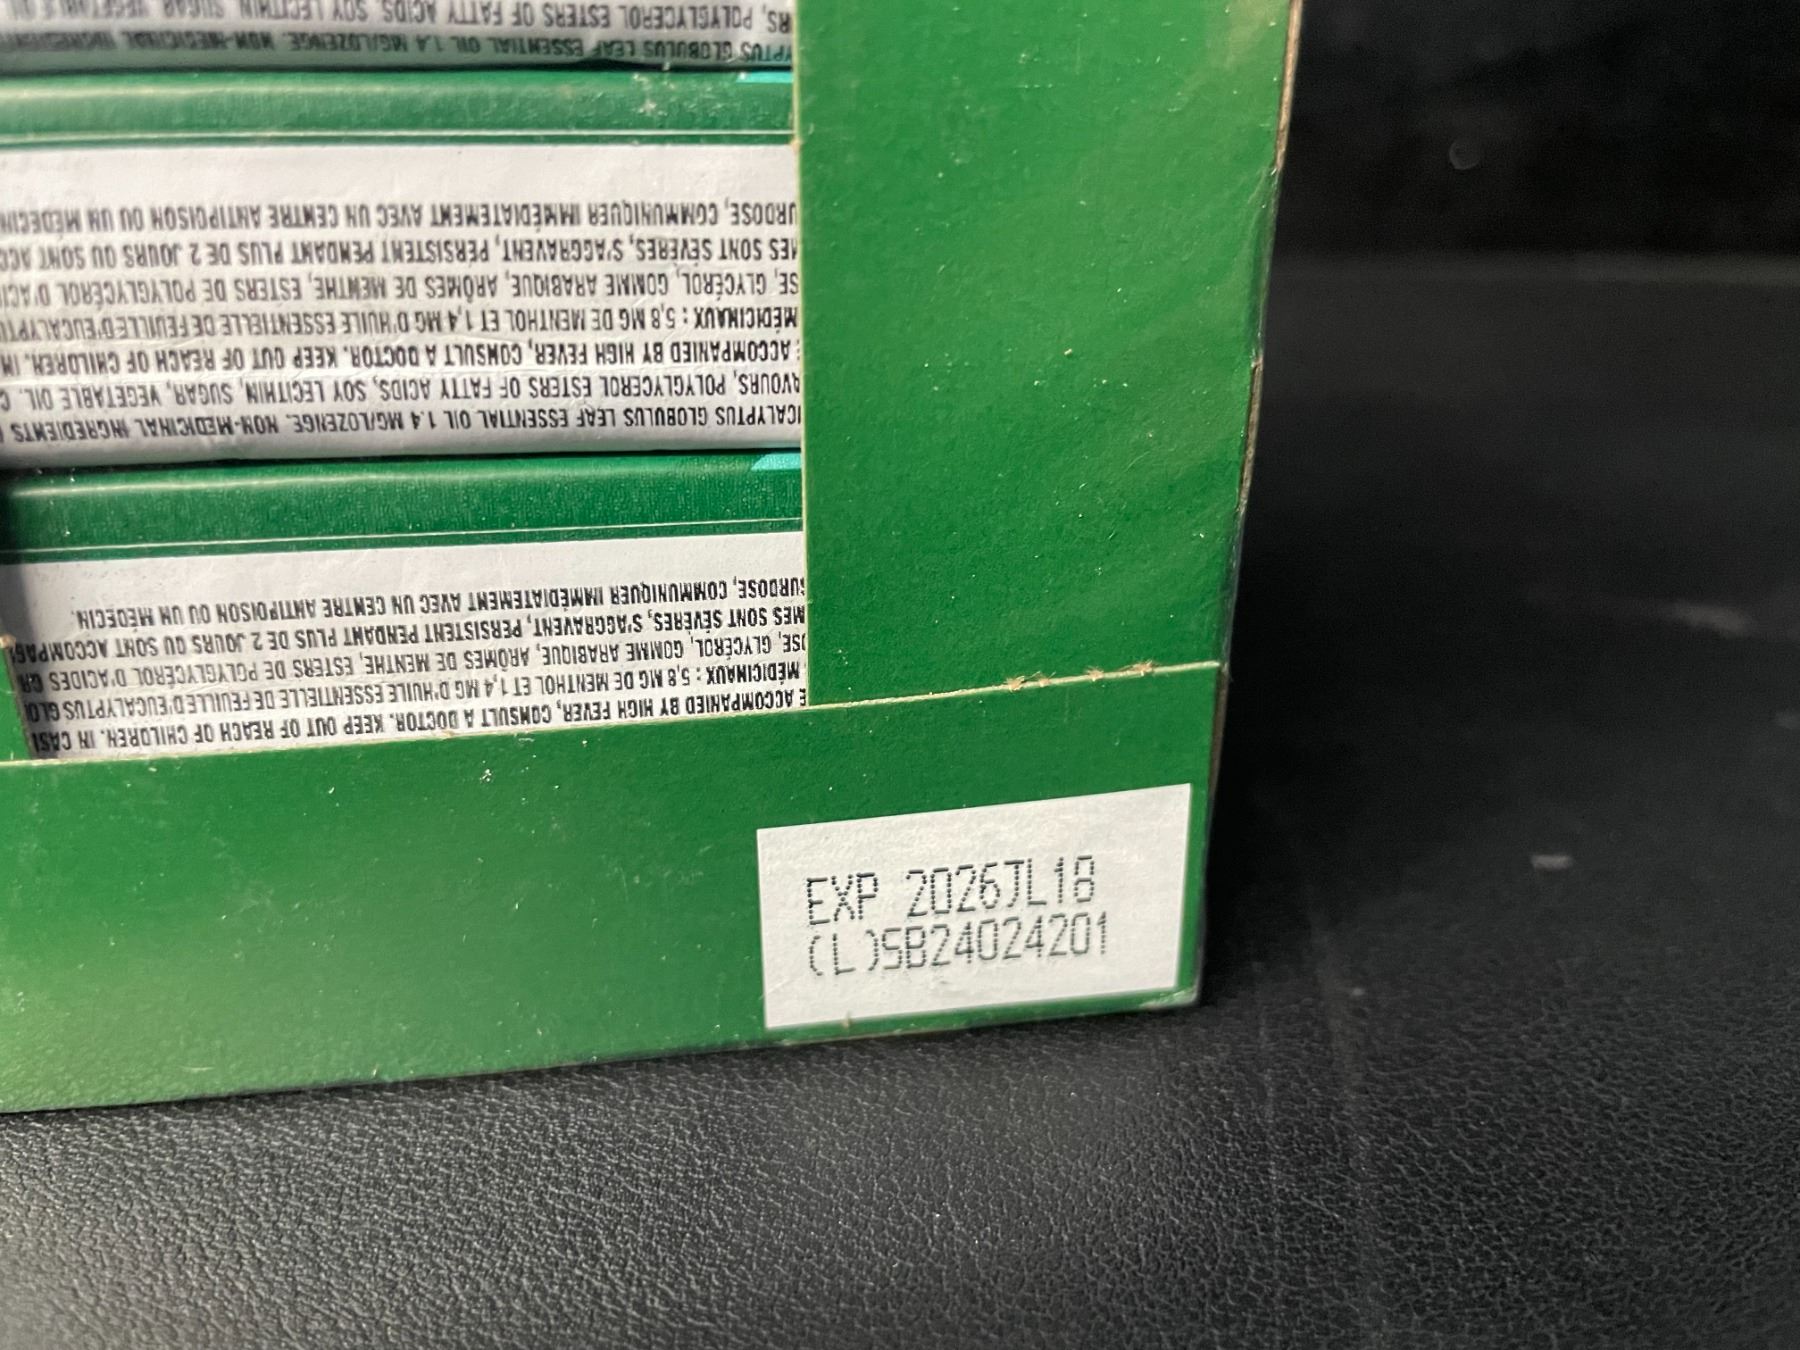 YPTUS GLOBULUS LEAF ESSENTIAL OIL 1.4 MG/LOZENGE. NON-MEDICINAL INGREDIENTS
RS, POLYGLYCEROL ESTERS OF FATTY ACIDS, SOY LECITHIN, SUGAR, VEGETABLE OIL
ICALYPTUS GLOBULUS LEAF ESSENTIAL OIL 1.4 MG/LOZENGE. NON-MEDICINAL INGREDIENTS
AVOURS, POLYGLYCEROL ESTERS OF FATTY ACIDS, SOY LECITHIN, SUGAR, VEGETABLE OIL. C
E ACCOMPANIED BY HIGH FEVER, CONSULT A DOCTOR. KEEP OUT OF REACH OF CHILDREN. IN
MÉDICINAUX : 5,8 MG DE MENTHOL ET 1,4 MG D'HUILE ESSENTIELLE DE FEUILLE D'EUCALYPT
SE, GLYCÉROL, GOMME ARABIQUE, ARÔMES DE MENTHE, ESTERS DE POLYGLYCÉROL D'ACI
MES SONT SÉVÈRES, S'AGGRAVENT, PERSISTENT PENDANT PLUS DE 2 JOURS OU SONT ACC
URDOSE, COMMUNIQUER IMMÉDIATEMENT AVEC UN CENTRE ANTIPOISON OU UN MÉDECIN
E ACCOMPANIED BY HIGH FEVER, CONSULT A DOCTOR. KEEP OUT OF REACH OF CHILDREN. IN CAS
MÉDICINAUX : 5,8 MG DE MENTHOL ET 1,4 MG D'HUILE ESSENTIELLE DE FEUILLE D'EUCALYPTUS GLO
OSE, GLYCÉROL, GOMME ARABIQUE, ARÔMES DE MENTHE, ESTERS DE POLYGLYCÉROL D'ACIDES GR
MES SONT SÉVÈRES, S'AGGRAVENT, PERSISTENT PENDANT PLUS DE 2 JOURS OU SONT ACCOMPAG
SURDOSE, COMMUNIQUER IMMÉDIATEMENT AVEC UN CENTRE ANTIPOISON OU UN MÉDECIN.
EXP 2026JL18
(L)SB24024201